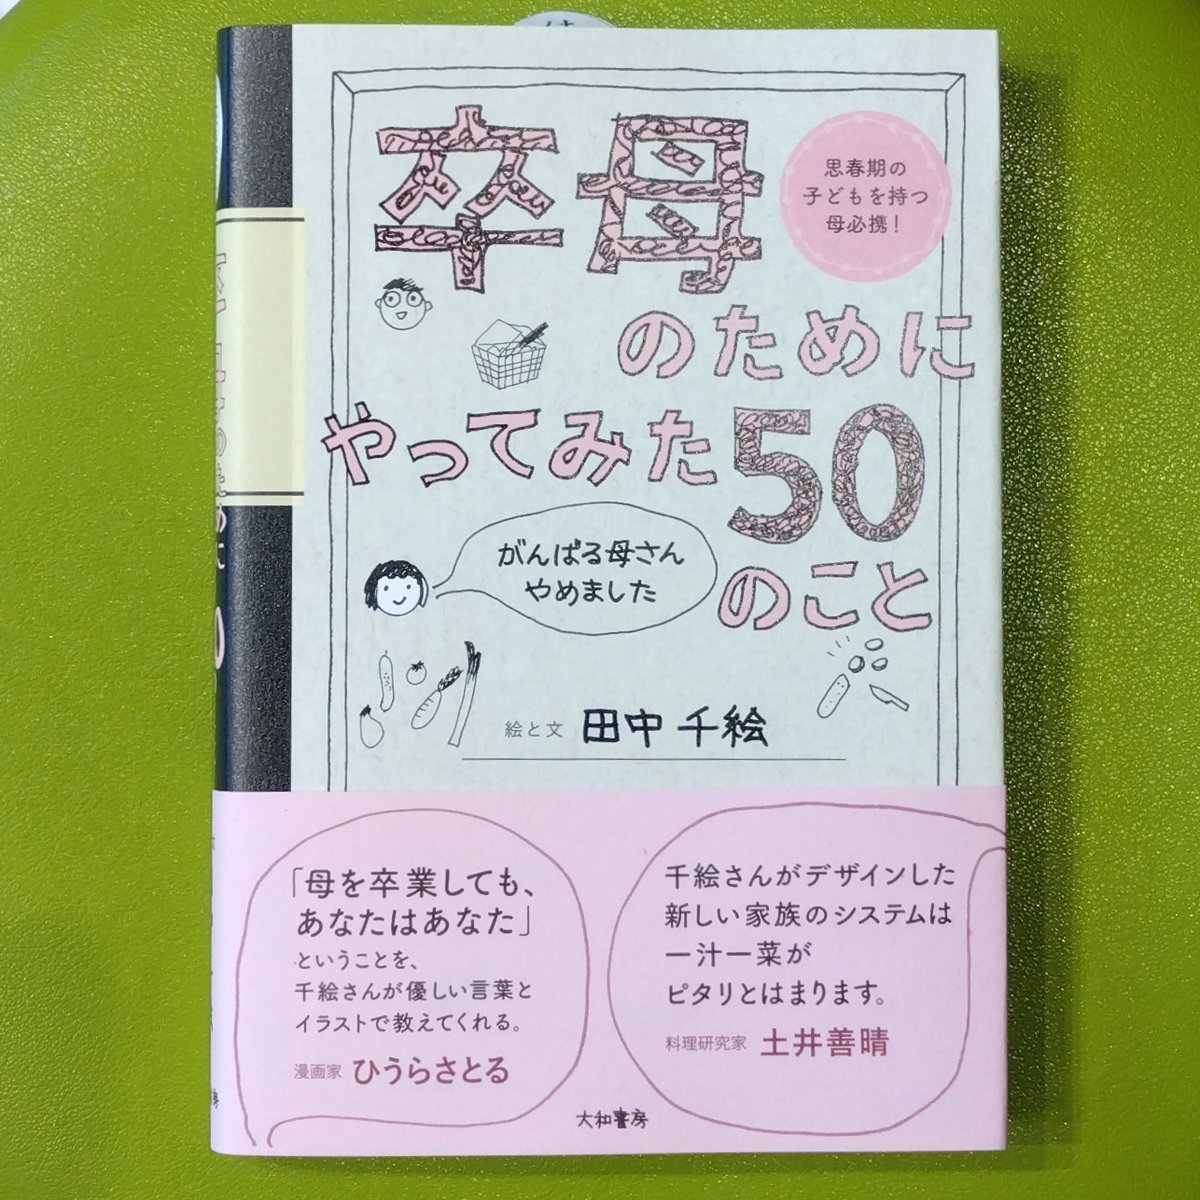 卒母
のために
やってみた50
のこと
思春期の
子どもを持つ
母必携！
がんばる母さん
やめました
絵と文 田中 千絵
「母を卒業しても、
あなたはあなた」
ということを、
千絵さんが優しい言葉と
イラストで教えてくれる。
漫画家 ひうらさとる
千絵さんがデザインした
新しい家族のシステムは
一汁一菜が
ピタリとはまります。
料理研究家 土井善晴
大和書房